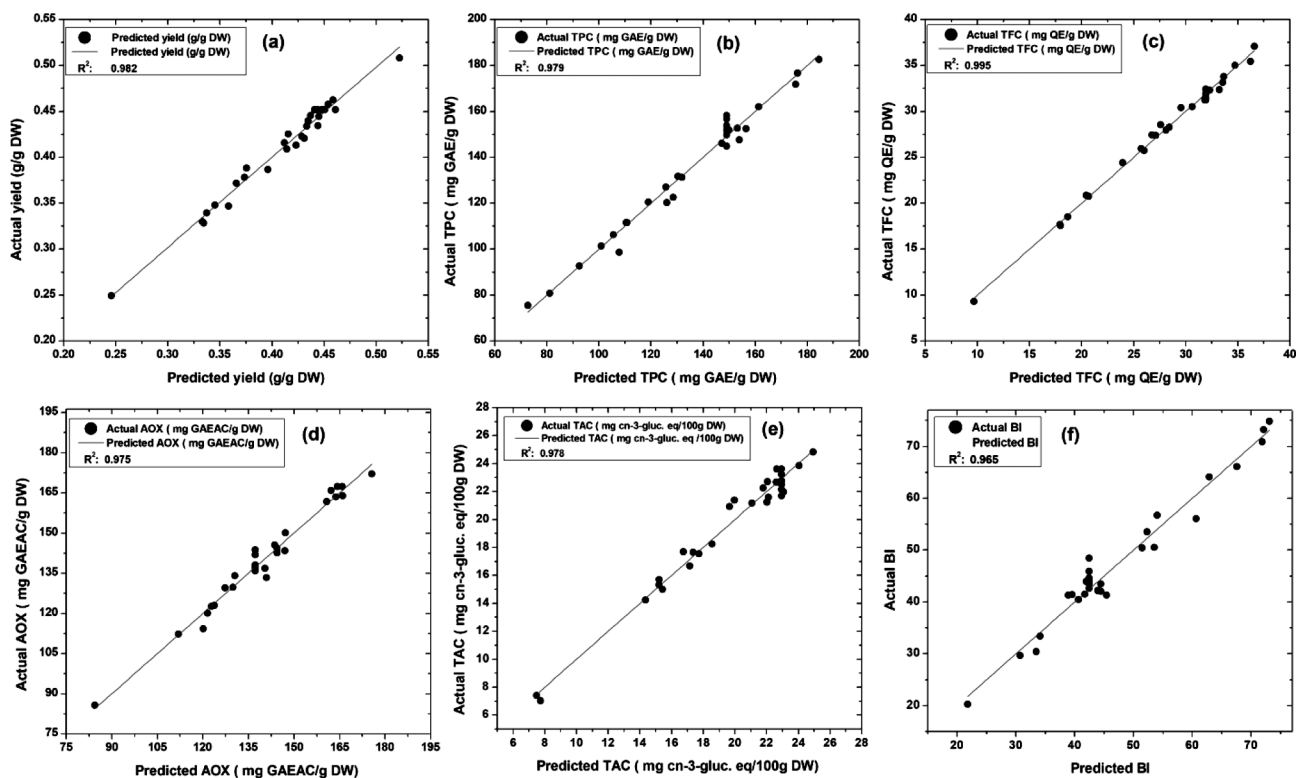 0.55
0.50
0.45
0.40
0.35
0.30
0.25
0.20
Actual yield (g/g DW)
Predicted yield (g/g DW)
Predicted yield (g/g DW)
R²: 0.982
(a)
0.20 0.25 0.30 0.35 0.40 0.45 0.50 0.55
Predicted yield (g/g DW)
200
180
160
140
120
100
80
60
Actual TPC ( mg GAE/g DW)
Actual TPC ( mg GAE/g DW)
Predicted TPC ( mg GAE/g DW)
R²: 0.979
(b)
60 80 100 120 140 160 180 200
Predicted TPC ( mg GAE/g DW)
40
35
30
25
20
15
10
5
Actual TFC ( mg QE/g DW)
Actual TFC ( mg QE/g DW)
Predicted TFC ( mg QE/g DW)
R²: 0.995
(c)
5 10 15 20 25 30 35 40
Predicted TFC ( mg QE/g DW)
195
180
165
150
135
120
105
90
75
Actual AOX ( mg GAEAC/g DW)
Actual AOX ( mg GAEAC/g DW)
Predicted AOX ( mg GAEAC/g DW)
R²: 0.975
(d)
75 90 105 120 135 150 165 180 195
Predicted AOX ( mg GAEAC/g DW)
28
26
24
22
20
18
16
14
12
10
8
6
Actual TAC ( mg cn-3-gluc. eq/100g DW)
Actual TAC ( mg cn-3-gluc. eq/100g DW)
Predicted TAC ( mg cn-3-gluc. eq /100g DW)
R²: 0.978
(e)
6 8 10 12 14 16 18 20 22 24 26 28
Predicted TAC ( mg cn-3-gluc. eq/100g DW)
70
60
50
40
30
20
Actual BI
Actual BI
Predicted BI
R²: 0.965
(f)
20 30 40 50 60 70
Predicted BI